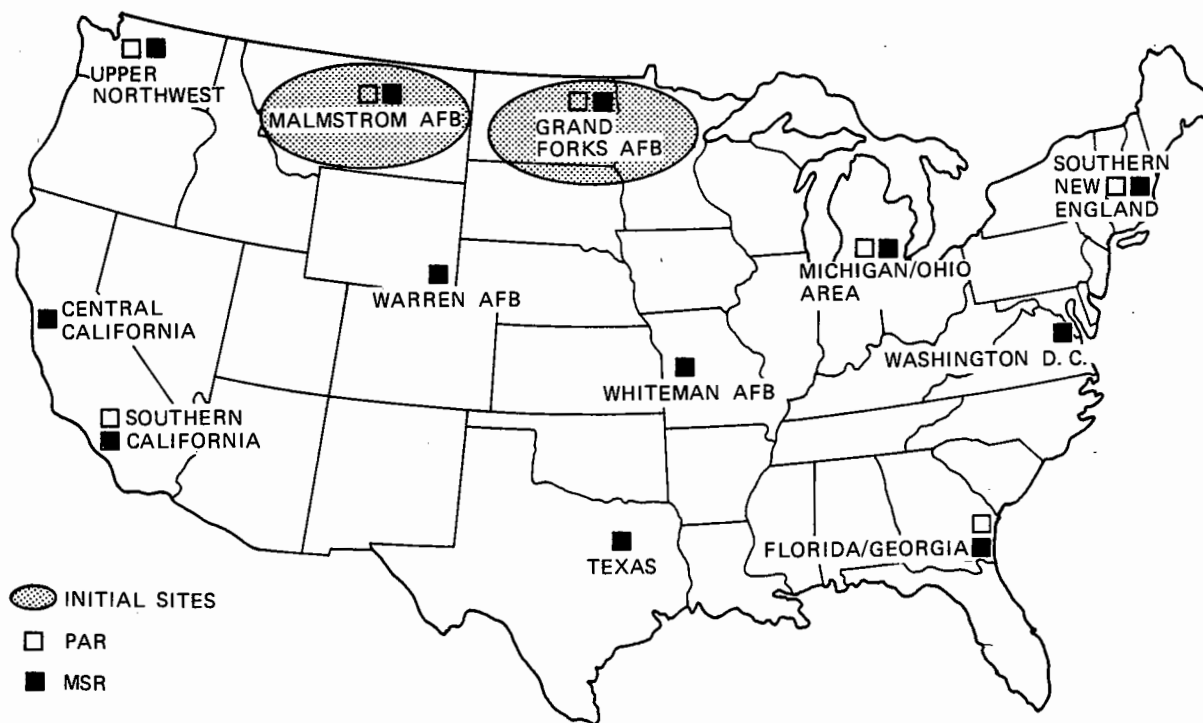 UPPER
NORTHWEST
MALMSTROM AFB
GRAND
FORKS AFB
SOUTHERN
NEW
ENGLAND
MICHIGAN/OHIO
AREA
WARREN AFB
CENTRAL
CALIFORNIA
WASHINGTON D. C.
WHITEMAN AFB
SOUTHERN
CALIFORNIA
TEXAS
FLORIDA/GEORGIA
INITIAL SITES
PAR
MSR